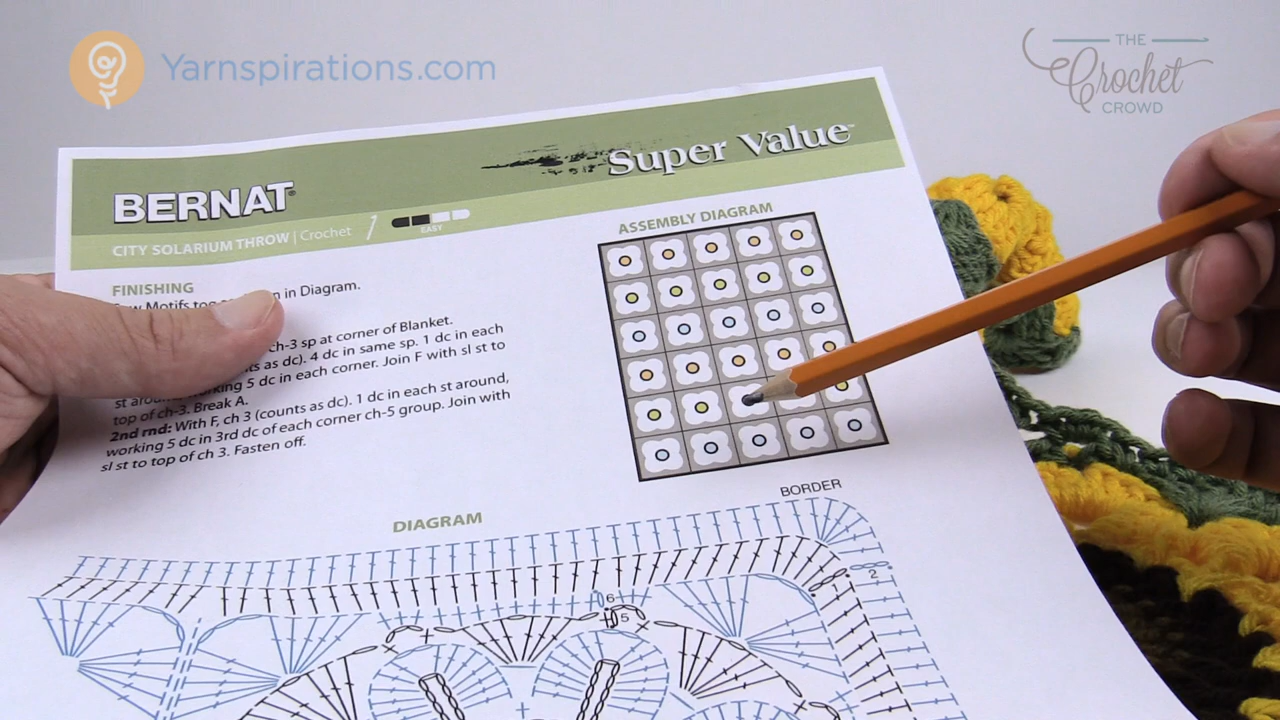 Yarnspirations.com
THE
Crochet
CROWD
BERNAT®
Super Value™
CITY SOLARIUM THROW | Crochet
EASY
FINISHING
Sew Motifs in Diagram.
ch-3 sp at corner of Blanket.
as dc). 4 dc in same sp. 1 dc in each
st around, working 5 dc in each corner. Join F with sl st to
top of ch-3. Break A.
2nd rnd: With F, ch 3 (counts as dc). 1 dc in each st around,
working 5 dc in 3rd dc of each corner ch-5 group. Join with
sl st to top of ch 3. Fasten off.
ASSEMBLY DIAGRAM
DIAGRAM
BORDER
2
6
5